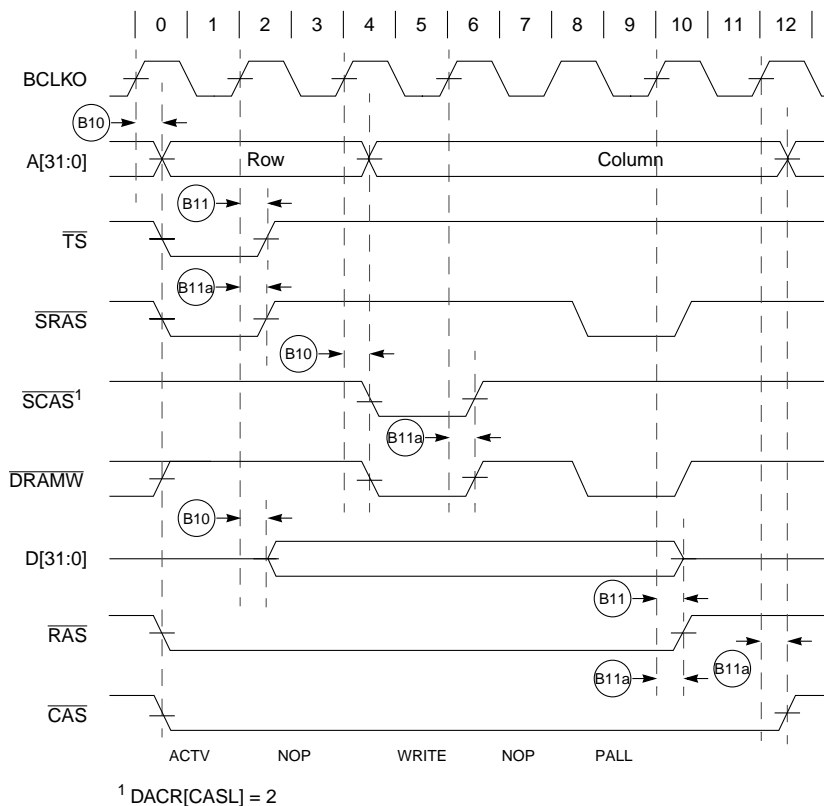 0 1 2 3 4 5 6 7 8 9 10 11 12
BCLKO
B10
A[31:0] Row Column
B11
TS
B11a
SRAS
B10
SCAS1
B11a
DRAMW
B10
D[31:0]
B11
RAS
B11a B11a
CAS
ACTV NOP WRITE NOP PALL
1 DACR[CASL] = 2